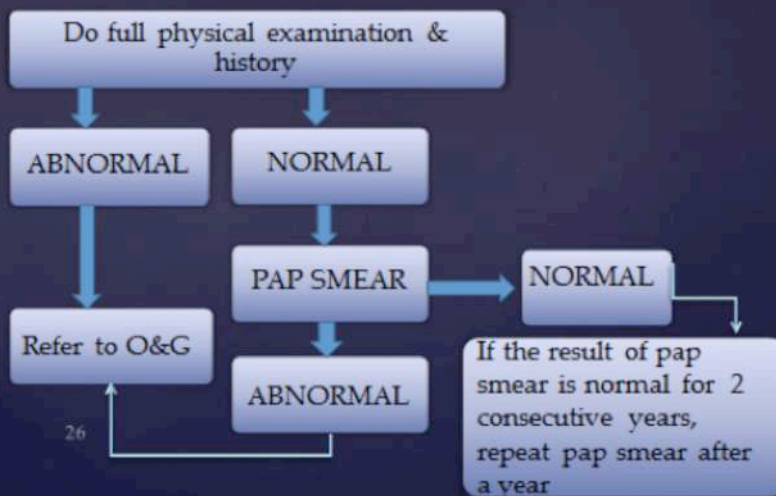 Do full physical examination &
history
ABNORMAL
NORMAL
PAP SMEAR
NORMAL
Refer to O&G
ABNORMAL
If the result of pap
smear is normal for 2
consecutive years,
repeat pap smear after
a year
26